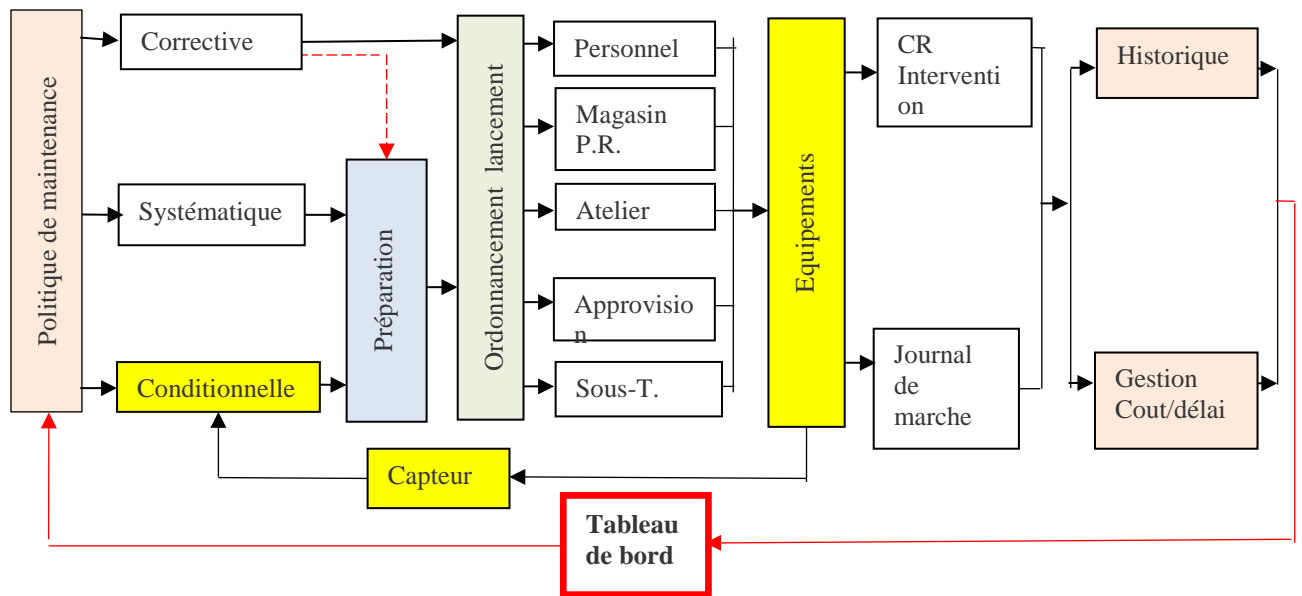 Politique de maintenance
Corrective
Systématique
Conditionnelle
Préparation
Ordonnancement lancement
Personnel
Magasin
P.R.
Atelier
Approvision
n
Sous-T.
Equipements
CR
Interventi
on
Journal
de
marche
Historique
Gestion
Cout/délai
Capteur
Tableau
de bord